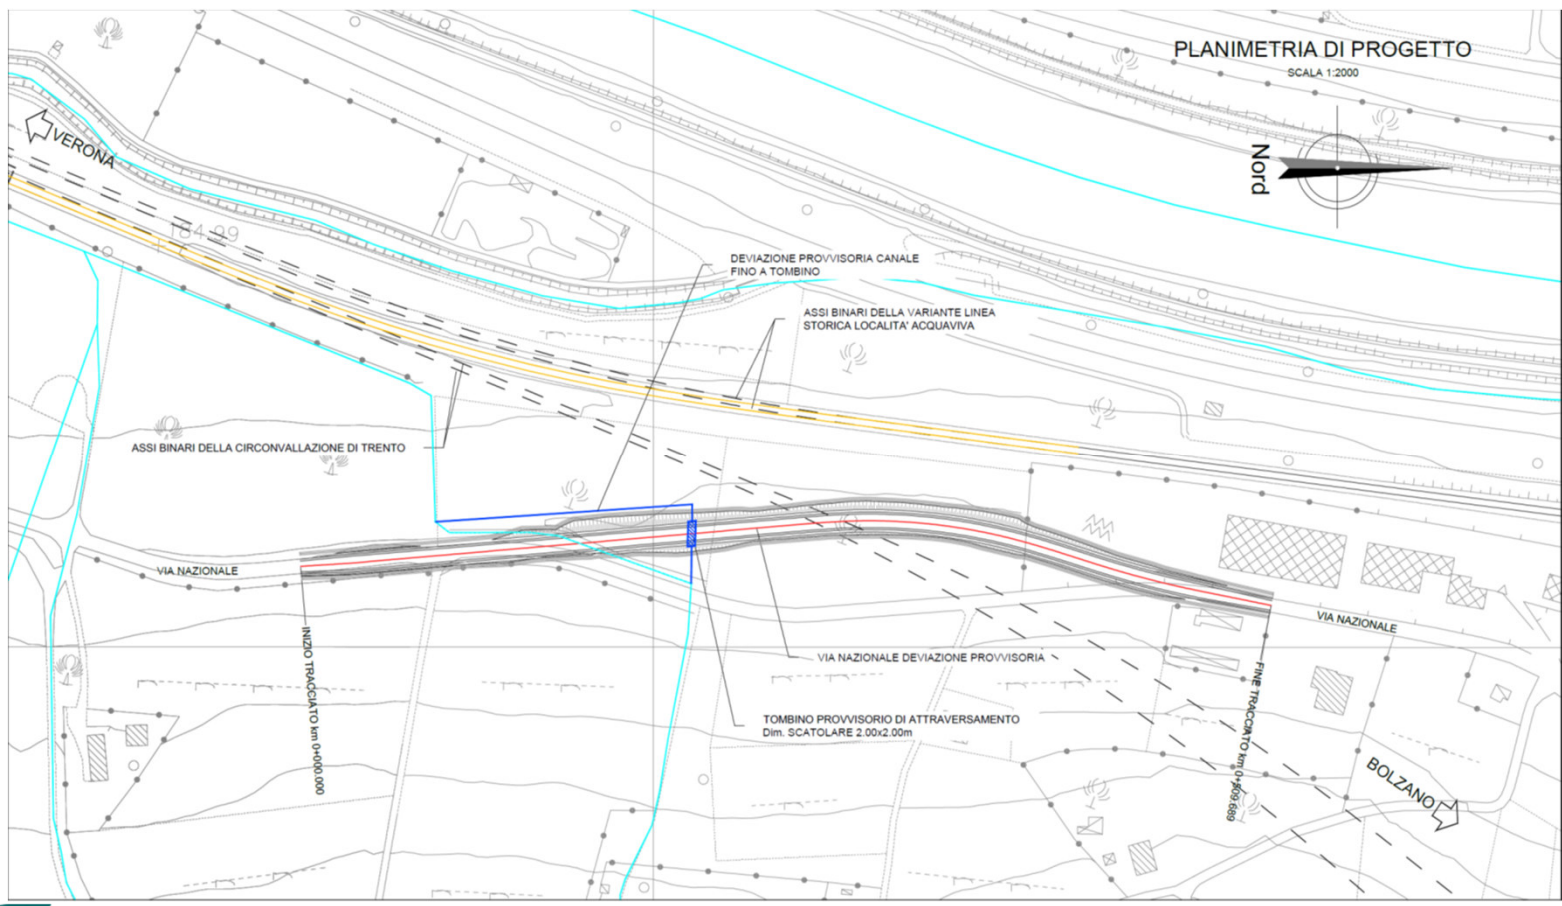 PLANIMETRIA DI PROGETTO
SCALA 1:2000
Nord
VERONA
184.99
DEVIAZIONE PROVVISORIA CANALE
FINO A TOMBINO
ASSI BINARI DELLA VARIANTE LINEA
STORICA LOCALITA' ACQUAVIVA
ASSI BINARI DELLA CIRCONVALLAZIONE DI TRENTO
VIA NAZIONALE
VIA NAZIONALE
INIZIO TRACCIATO km 0+000.000
VIA NAZIONALE DEVIAZIONE PROVVISORIA
FINE TRACCIATO km 0+509.689
TOMBINO PROVVISORIO DI ATTRAVERSAMENTO
Dim. SCATOLARE 2.00x2.00m
BOLZANO